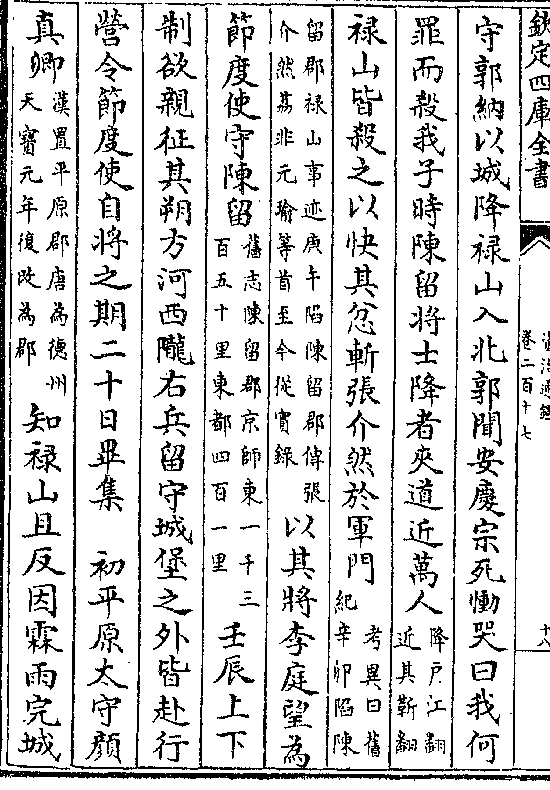 欽定四庫全書
資治通鑑
卷二百十七
十八
守郭納以城降祿山入北郭聞安慶宗死慟哭曰我何
罪而殺我子時陳留將士降者夾道近萬人降戶江翻
近其靳翻
祿山皆殺之以快其忿斬張介然於軍門考異曰舊
紀辛卯陷陳
留郡祿山事迹庚午陷陳留郡傳張
介然荔非元瑜等首至今從實錄以其將李庭望為
節度使守陳留舊志陳留郡京師東一千三
百五十里東都四百一里壬辰上下
制欲親征其朔方河西隴右兵留守城堡之外皆赴行
營令節度使自將之期二十日畢集　初平原太守顏
真卿漢置平原郡唐為德州
天寶元年復改為郡知祿山且反因霖雨完城